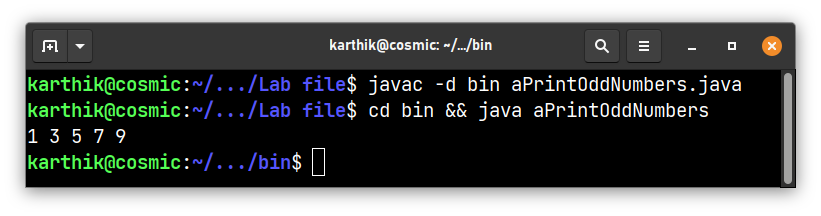 karthik@cosmic: ~/.../bin
karthik@cosmic:~/.../Lab file$ javac -d bin aPrintOddNumbers.java
karthik@cosmic:~/.../Lab file$ cd bin && java aPrintOddNumbers
1 3 5 7 9
karthik@cosmic:~/.../bin$